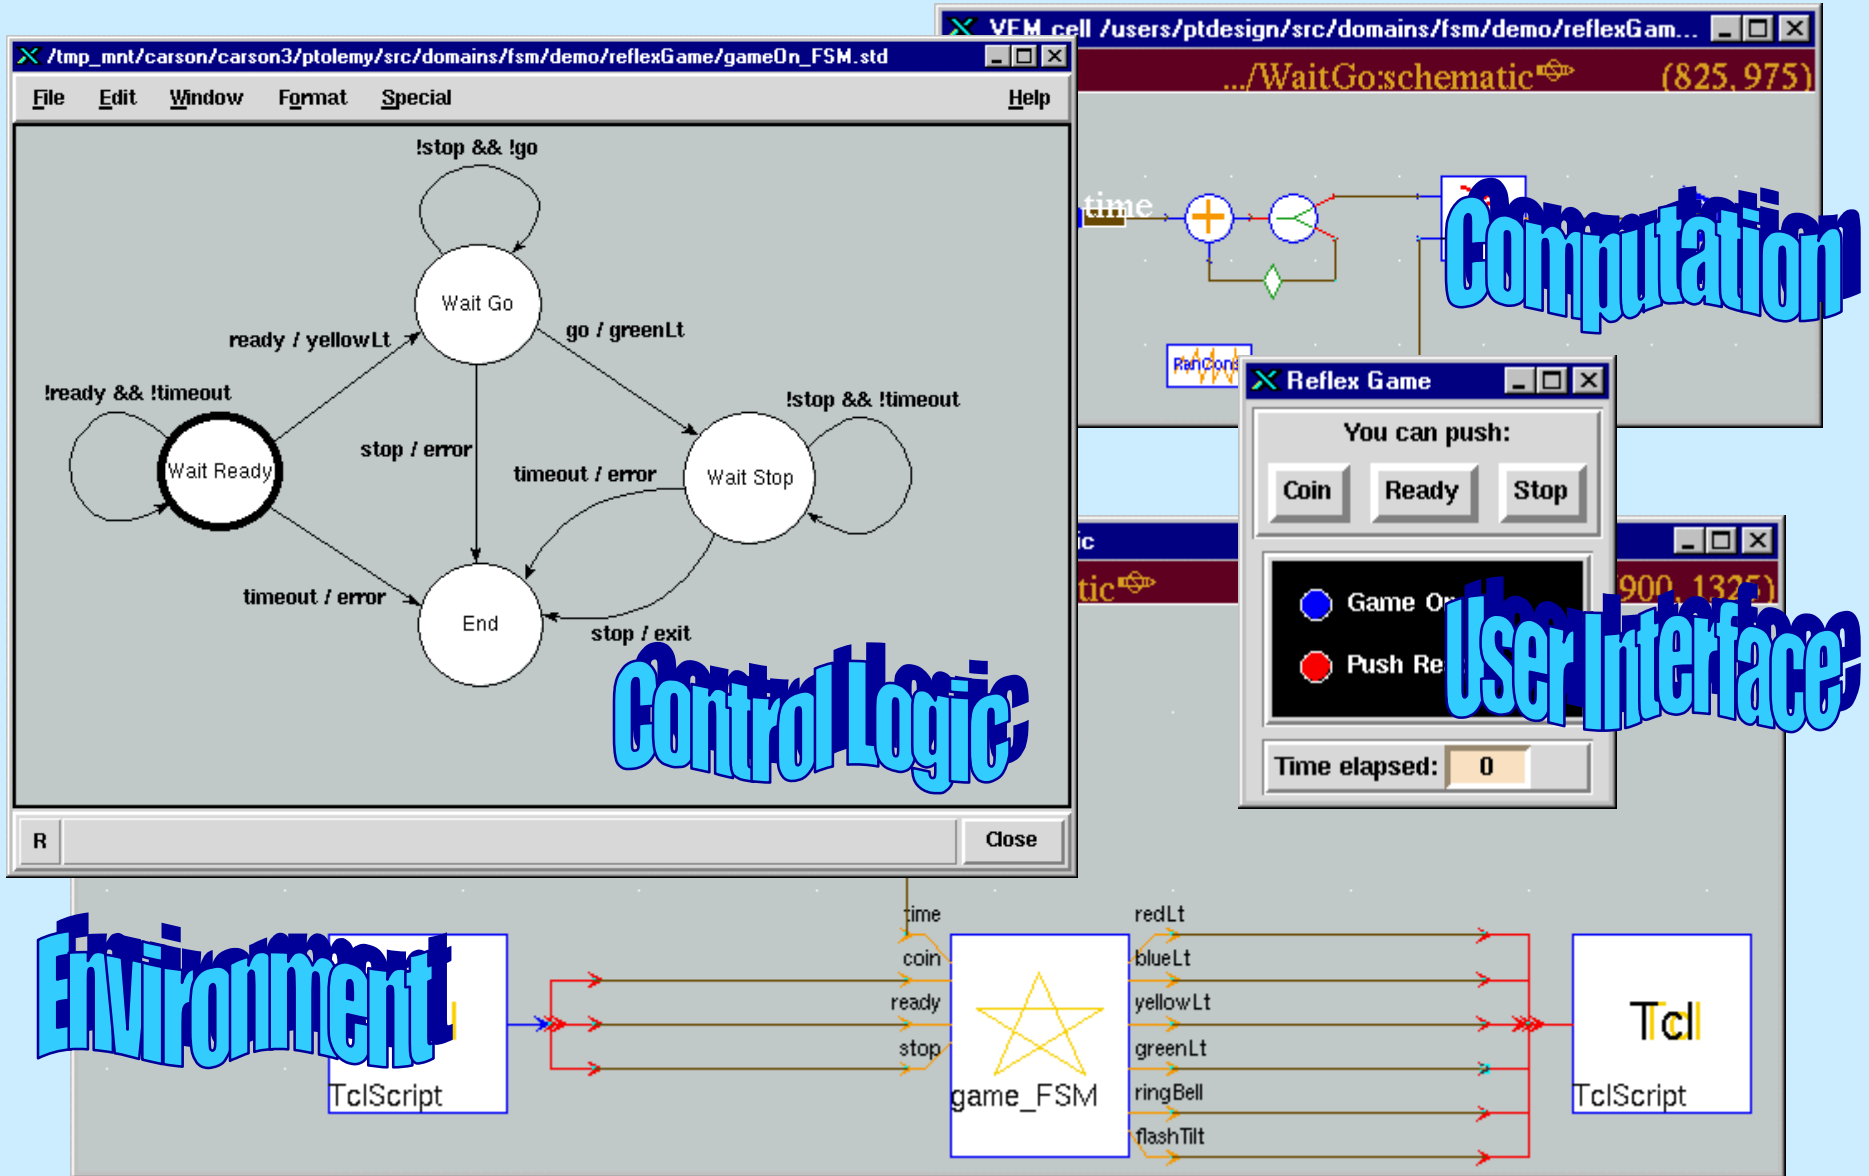 VEM cell /users/ptdesign/src/domains/fsm/demo/reflexGam...
.../WaitGo:schematic (825, 975)
/tmp_mnt/carson/carson3/ptolemy/src/domains/fsm/demo/reflexGame/gameOn_FSM.std
File Edit Window Format Special Help
!stop && !go
Wait Go
ready / yellowLt
go / greenLt
!ready && !timeout
!stop && !timeout
Wait Ready
stop / error
timeout / error
Wait Stop
timeout / error
End
stop / exit
Control Logic
R
Close
time
Computation
Reflex Game
You can push:
Coin Ready Stop
ic
tic
900, 1325)
Game
Push
User Interface
Time elapsed: 0
Environment
TclScript
time
coin
ready
stop
game_FSM
redLt
blueLt
yellowLt
greenLt
ringBell
flashTilt
Tcl
TclScript